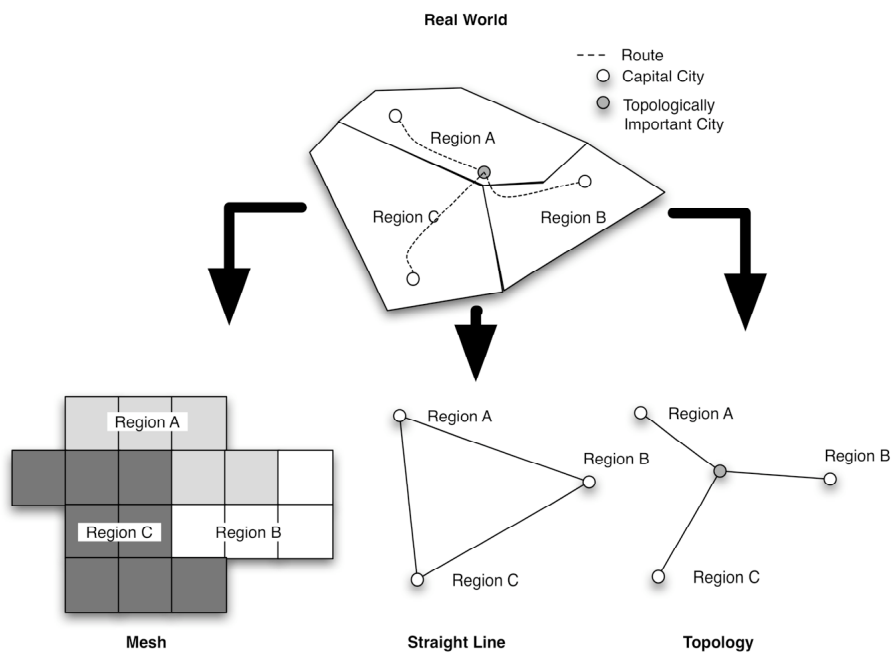 Real World
Route
Capital City
Topologically
Important City
Region A
Region C
Region B
Region A
Region C
Region B
Region A
Region B
Region C
Region A
Region B
Region C
Mesh
Straight Line
Topology